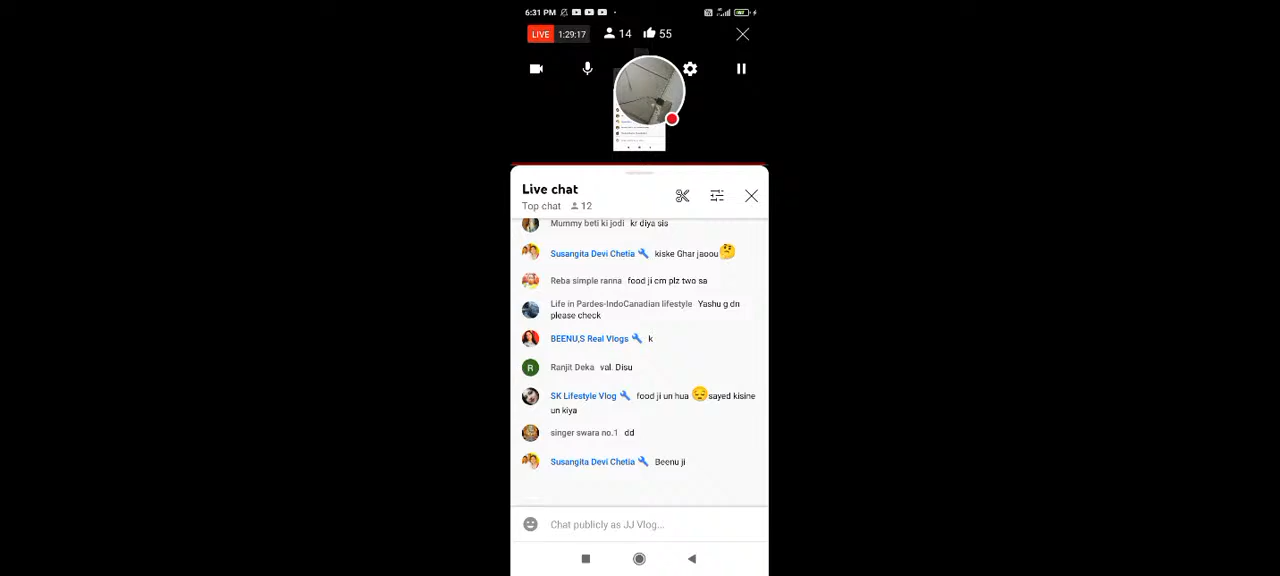 6:31 PM
LIVE 1:29:17 14 55
Live chat
Top chat 12
Mummy beti ki jodi kr diya sis
Susangita Devi Chetia kiske Ghar jaoou🤔
Reba simple ranna food ji cm plz two sa
Life in Pardes-IndoCanadian lifestyle Yashu g dn
please check
BEENU,S Real Vlogs k
R Ranjit Deka val. Disu
SK Lifestyle Vlog food ji un hua 😔sayed kisine
un kiya
singer swara no.1 dd
Susangita Devi Chetia Beenu ji
Chat publicly as JJ Vlog...